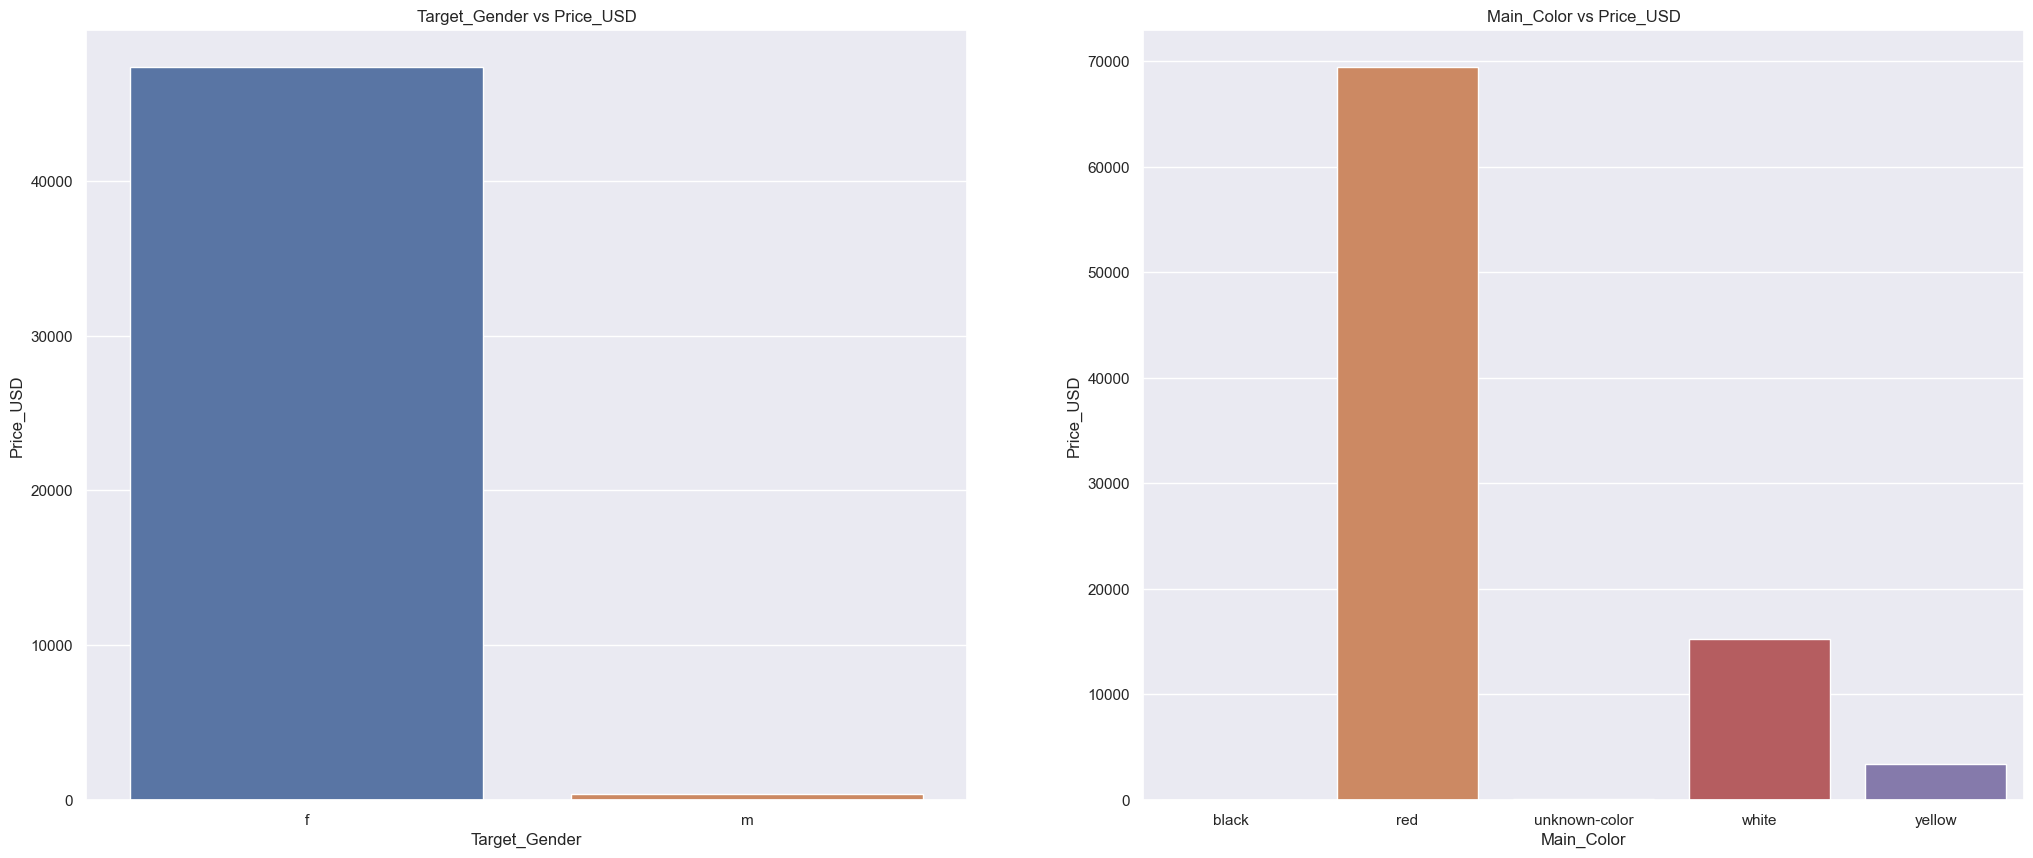 Target_Gender vs Price_USD
Price_USD
40000
30000
20000
10000
0
f
m
Target_Gender
Main_Color vs Price_USD
Price_USD
70000
60000
50000
40000
30000
20000
10000
0
black
red
unknown-color
white
yellow
Main_Color